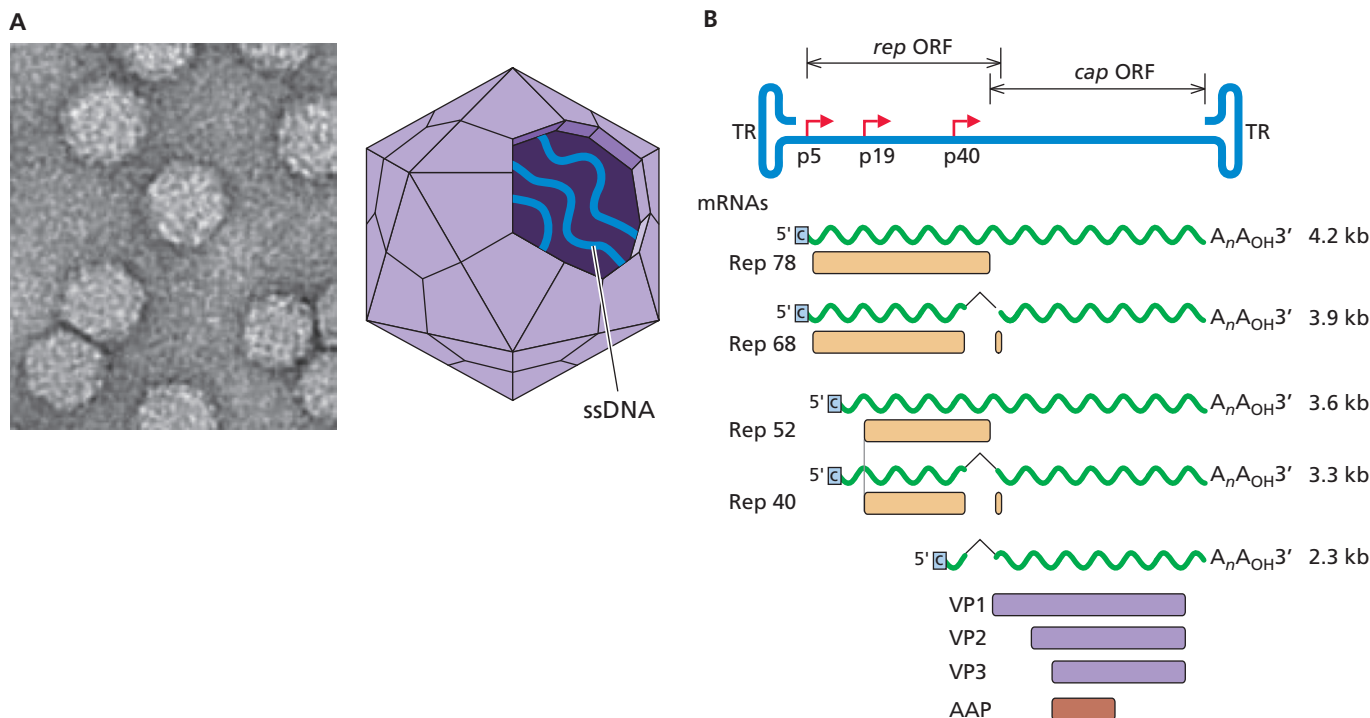 A
ssDNA
B
rep ORF
cap ORF
TR
TR
p5 p19 p40
mRNAs
5' C AnAOH3' 4.2 kb
Rep 78
5' C AnAOH3' 3.9 kb
Rep 68
5' C AnAOH3' 3.6 kb
Rep 52
5' C AnAOH3' 3.3 kb
Rep 40
5' C AnAOH3' 2.3 kb
VP1
VP2
VP3
AAP